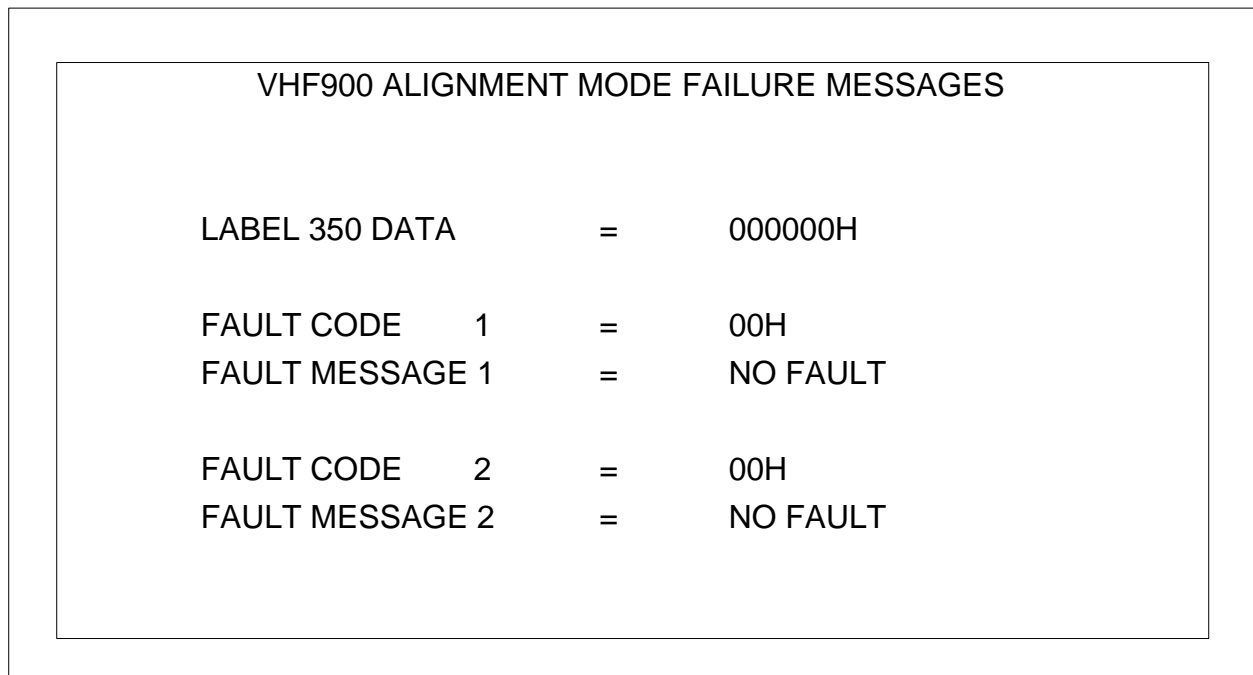 VHF900 ALIGNMENT MODE FAILURE MESSAGES
LABEL 350 DATA = 000000H
FAULT CODE 1 = 00H
FAULT MESSAGE 1 = NO FAULT
FAULT CODE 2 = 00H
FAULT MESSAGE 2 = NO FAULT